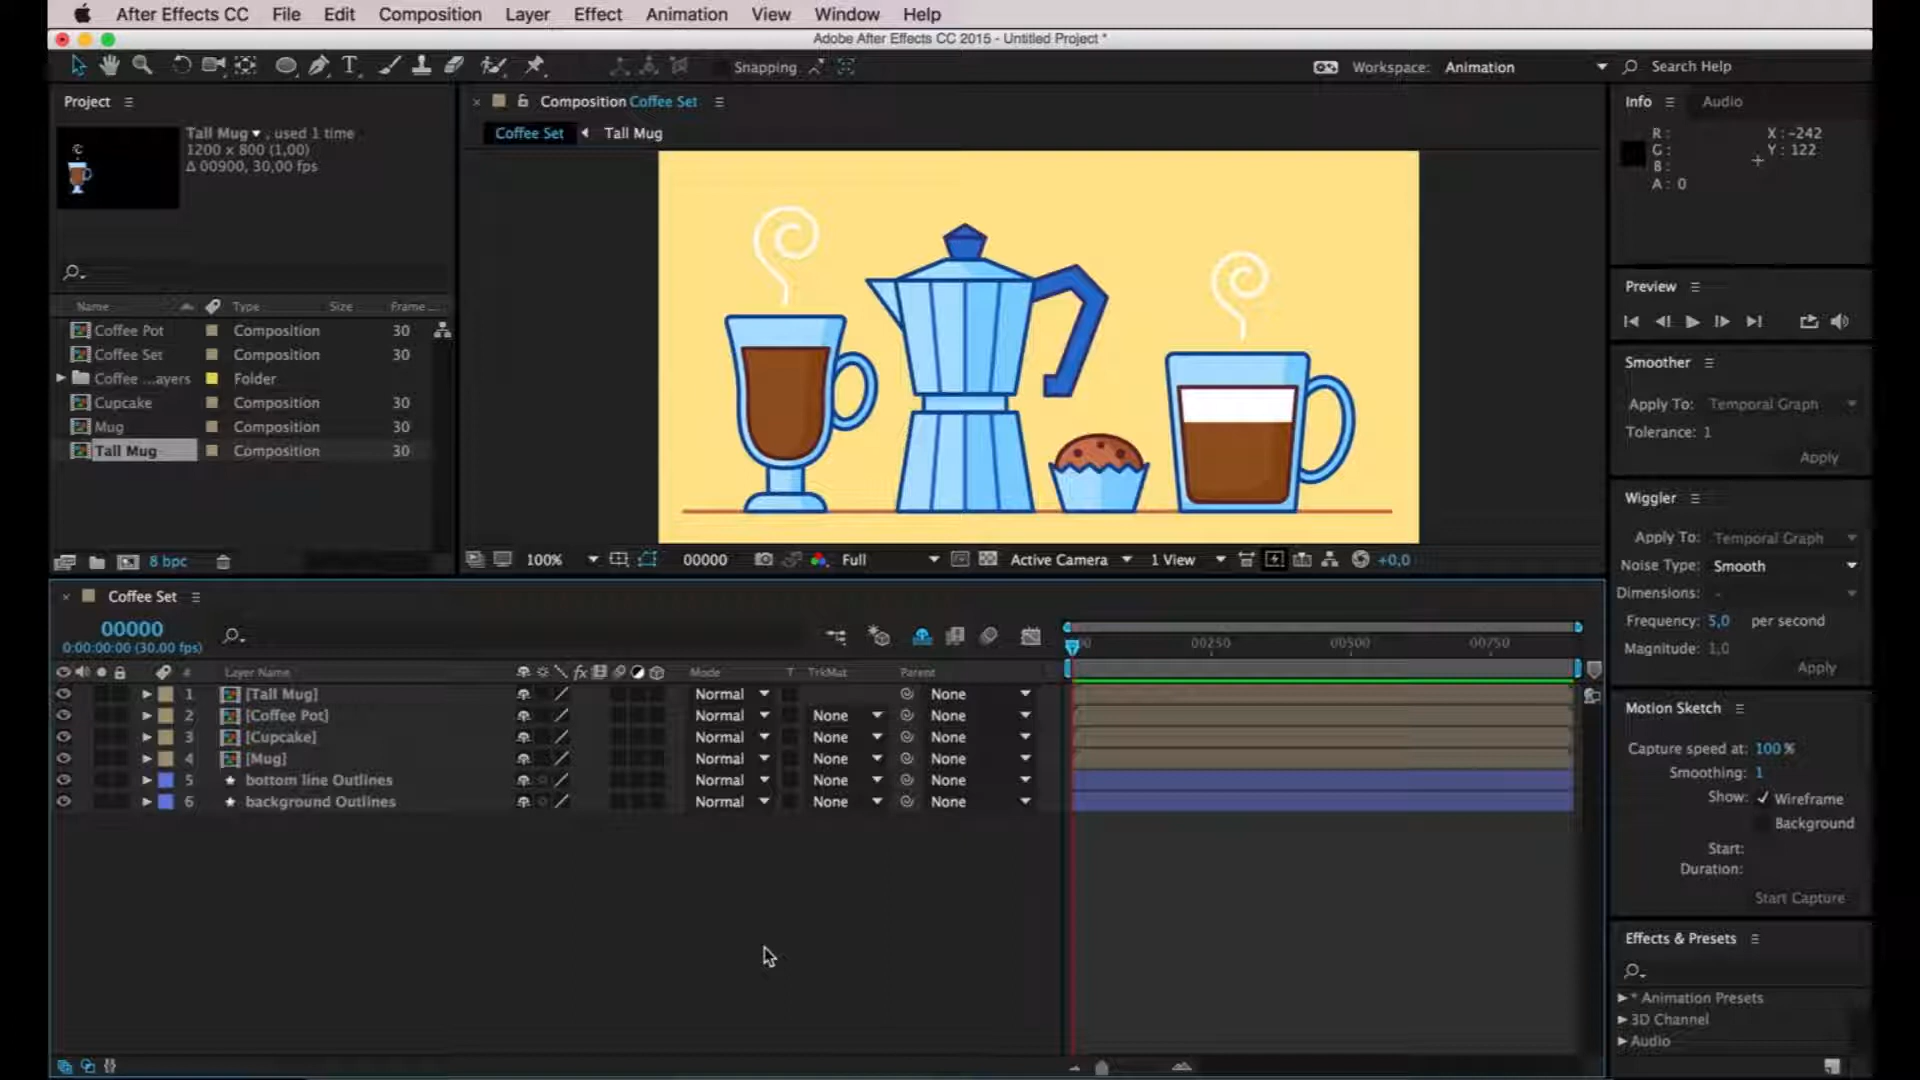 After Effects CC File Edit Composition Layer Effect Animation View Window Help
Adobe After Effects CC 2015 - Untitled Project *
Snapping
Workspace: Animation
Search Help
Project
Tall Mug , used 1 time
1200 x 800 (1,00)
Δ 00900, 30,00 fps
Name Type Size Frame ...
Coffee Pot Composition 30
Coffee Set Composition 30
Coffee ...ayers Folder
Cupcake Composition 30
Mug Composition 30
Tall Mug Composition 30
8 bpc
Composition Coffee Set
Coffee Set Tall Mug
100% 00000 Full Active Camera 1 View +0,0
Info Audio
R : X : -242
G : Y : 122
B :
A : 0
Preview
Smoother
Apply To: Temporal Graph
Tolerance: 1
Apply
Wiggler
Apply To: Temporal Graph
Noise Type: Smooth
Dimensions: -
Frequency: 5,0 per second
Magnitude: 1,0
Apply
Motion Sketch
Capture speed at: 100 %
Smoothing: 1
Show: Wireframe
Background
Start:
Duration:
Start Capture
Effects & Presets
* Animation Presets
3D Channel
Audio
Coffee Set
00000
0:00:00:00 (30.00 fps)
00250 00500 00750
# Layer Name fx Mode T TrkMat Parent
1 [Tall Mug] Normal None
2 [Coffee Pot] Normal None None
3 [Cupcake] Normal None None
4 [Mug] Normal None None
5 bottom line Outlines Normal None None
6 background Outlines Normal None None